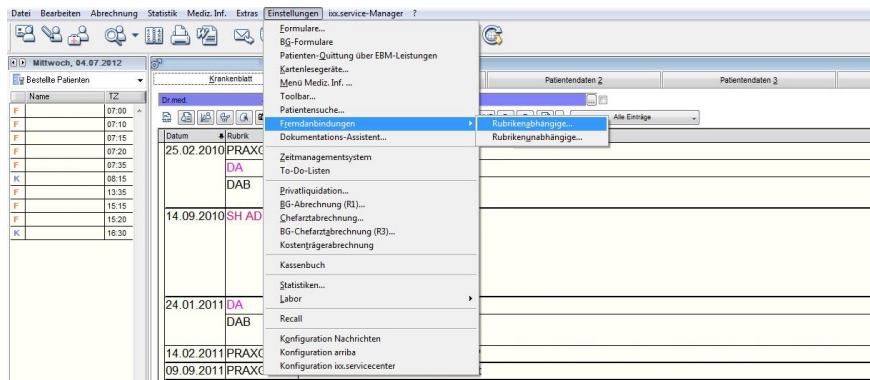 Datei Bearbeiten Abrechnung Statistik Mediz. Inf. Extras Einstellungen ixx.service-Manager ?
Mittwoch, 04.07.2012
Bestellte Patienten
Name TZ
F 07:00
F 07:10
F 07:15
F 07:20
F 07:35
K 08:15
F 13:35
F 15:15
F 15:20
K 16:30
Krankenblatt
Patientendaten 2
Patientendaten 3
Dr.med.
...
Alle Einträge
Datum Rubrik
25.02.2010 PRAXG
DA
DAB
14.09.2010 SH AD
24.01.2011 DA
DAB
14.02.2011 PRAXG
09.09.2011 PRAXG
Formulare...
BG-Formulare
Patienten-Quittung über EBM-Leistungen
Kartenlesegeräte...
Menü Mediz. Inf. ...
Toolbar...
Patientensuche...
Fremdanbindungen
Dokumentations-Assistent...
Zeitmanagementsystem
To-Do-Listen
Privatliquidation...
BG-Abrechnung (R1)...
Chefarztabrechnung...
BG-Chefarztabrechnung (R3)...
Kostenträgerabrechnung
Kassenbuch
Statistiken...
Labor
Recall
Konfiguration Nachrichten
Konfiguration arriba
Konfiguration ixx.servicecenter
Rubrikenabhängige...
Rubrikenunabhängige...